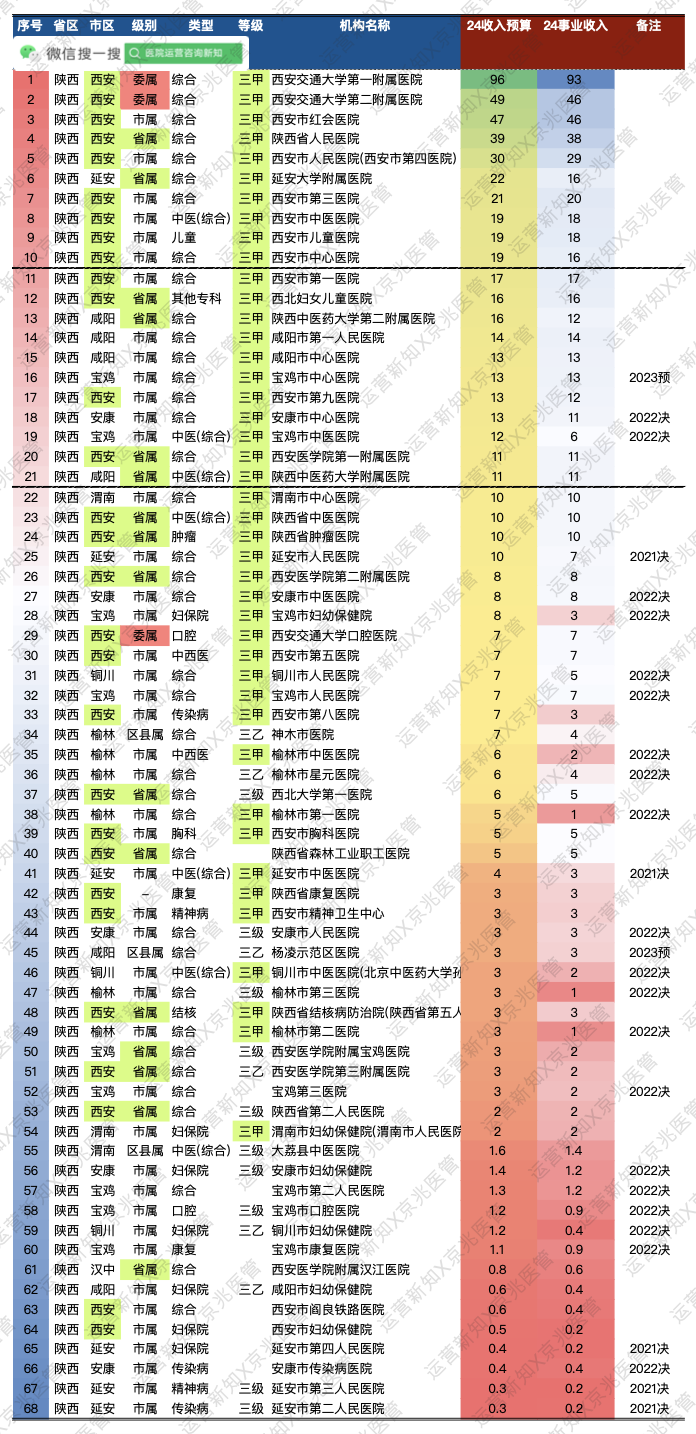 序号 省区 市区 级别 类型 等级 机构名称 24收入预算 24事业收入 备注
微信搜一搜 医院运营咨询新知
1 陕西 西安 委属 综合 三甲 西安交通大学第一附属医院 96 93
2 陕西 西安 委属 综合 三甲 西安交通大学第二附属医院 49 46
3 陕西 西安 市属 综合 三甲 西安市红会医院 47 46
4 陕西 西安 省属 综合 三甲 陕西省人民医院 39 38
5 陕西 西安 市属 综合 三甲 西安市人民医院(西安市第四医院) 30 29
6 陕西 延安 省属 综合 三甲 延安大学附属医院 22 16
7 陕西 西安 市属 综合 三甲 西安市第三医院 21 20
8 陕西 西安 市属 中医(综合) 三甲 西安市中医医院 19 18
9 陕西 西安 市属 儿童 三甲 西安市儿童医院 19 18
10 陕西 西安 市属 综合 三甲 西安市中心医院 19 16
11 陕西 西安 市属 综合 三甲 西安市第一医院 17 17
12 陕西 西安 省属 其他专科 三甲 西北妇女儿童医院 16 16
13 陕西 咸阳 省属 综合 三甲 陕西中医药大学第二附属医院 16 12
14 陕西 咸阳 市属 综合 三甲 咸阳市第一人民医院 14 14
15 陕西 咸阳 市属 综合 三甲 咸阳市中心医院 13 13
16 陕西 宝鸡 市属 综合 三甲 宝鸡市中心医院 13 13 2023预
17 陕西 西安 市属 综合 三甲 西安市第九医院 13 12
18 陕西 安康 市属 综合 三甲 安康市中心医院 13 11 2022决
19 陕西 宝鸡 市属 中医(综合) 三甲 宝鸡市中医医院 12 6 2022决
20 陕西 西安 省属 综合 三甲 西安医学院第一附属医院 11 11
21 陕西 咸阳 省属 中医(综合) 三甲 陕西中医药大学附属医院 11 11
22 陕西 渭南 市属 综合 三甲 渭南市中心医院 10 10
23 陕西 西安 省属 中医(综合) 三甲 陕西省中医医院 10 10
24 陕西 西安 省属 肿瘤 三甲 陕西省肿瘤医院 10 10
25 陕西 延安 市属 综合 三甲 延安市人民医院 10 7 2021决
26 陕西 西安 省属 综合 三甲 西安医学院第二附属医院 8 8
27 陕西 安康 市属 综合 三甲 安康市中医医院 8 8 2022决
28 陕西 宝鸡 市属 妇保院 三甲 宝鸡市妇幼保健院 8 3 2022决
29 陕西 西安 委属 口腔 三甲 西安交通大学口腔医院 7 7
30 陕西 西安 市属 中西医 三甲 西安市第五医院 7 7
31 陕西 铜川 市属 综合 三甲 铜川市人民医院 7 5 2022决
32 陕西 宝鸡 市属 综合 三甲 宝鸡市人民医院 7 7 2022决
33 陕西 西安 市属 传染病 三甲 西安市第八医院 7 3
34 陕西 榆林 区县属 综合 三乙 神木市医院 7 4
35 陕西 榆林 市属 中西医 三甲 榆林市中医医院 6 2 2022决
36 陕西 榆林 市属 综合 三乙 榆林市星元医院 6 4 2022决
37 陕西 西安 省属 综合 三级 西北大学第一医院 6 5
38 陕西 榆林 市属 综合 三甲 榆林市第一医院 5 1 2022决
39 陕西 西安 市属 胸科 三甲 西安市胸科医院 5 5
40 陕西 西安 省属 综合 陕西省森林工业职工医院 5 5
41 陕西 延安 市属 中医(综合) 三甲 延安市中医医院 4 3 2021决
42 陕西 西安 – 康复 三甲 陕西省康复医院 3 3
43 陕西 西安 市属 精神病 三甲 西安市精神卫生中心 3 3
44 陕西 安康 市属 综合 三级 安康市人民医院 3 3 2022决
45 陕西 咸阳 区县属 综合 三乙 杨凌示范区医院 3 3 2023预
46 陕西 铜川 市属 中医(综合) 三甲 铜川市中医医院(北京中医药大学孙 3 2 2022决
47 陕西 榆林 市属 综合 三级 榆林市第三医院 3 1 2022决
48 陕西 西安 省属 结核 三甲 陕西省结核病防治院(陕西省第五人 3 3
49 陕西 榆林 市属 综合 三甲 榆林市第二医院 3 1 2022决
50 陕西 宝鸡 省属 综合 三级 西安医学院附属宝鸡医院 3 2
51 陕西 西安 省属 综合 三乙 西安医学院第三附属医院 3 2
52 陕西 宝鸡 市属 综合 宝鸡第三医院 3 2 2022决
53 陕西 西安 省属 综合 三级 陕西省第二人民医院 2 2
54 陕西 渭南 市属 妇保院 三甲 渭南市妇幼保健院(渭南市人民医院 2 2
55 陕西 渭南 区县属 中医(综合) 三级 大荔县中医医院 1.6 1.4
56 陕西 安康 市属 妇保院 三级 安康市妇幼保健院 1.4 1.2 2022决
57 陕西 宝鸡 市属 综合 宝鸡市第二人民医院 1.3 1.2 2022决
58 陕西 宝鸡 市属 口腔 三级 宝鸡市口腔医院 1.2 0.9 2022决
59 陕西 铜川 市属 妇保院 三乙 铜川市妇幼保健院 1.2 0.4 2022决
60 陕西 宝鸡 市属 康复 宝鸡市康复医院 1.1 0.9 2022决
61 陕西 汉中 省属 综合 西安医学院附属汉江医院 0.8 0.6
62 陕西 咸阳 市属 妇保院 三乙 咸阳市妇幼保健院 0.6 0.4
63 陕西 西安 市属 综合 西安市阎良铁路医院 0.6 0.4
64 陕西 西安 市属 妇保院 西安市妇幼保健院 0.5 0.2
65 陕西 延安 市属 妇保院 延安市第四人民医院 0.4 0.2 2021决
66 陕西 安康 市属 传染病 安康市传染病医院 0.4 0.4 2022决
67 陕西 延安 市属 精神病 三级 延安市第三人民医院 0.3 0.2 2021决
68 陕西 延安 市属 传染病 三级 延安市第二人民医院 0.3 0.2 2021决
运营新知X京兆医管